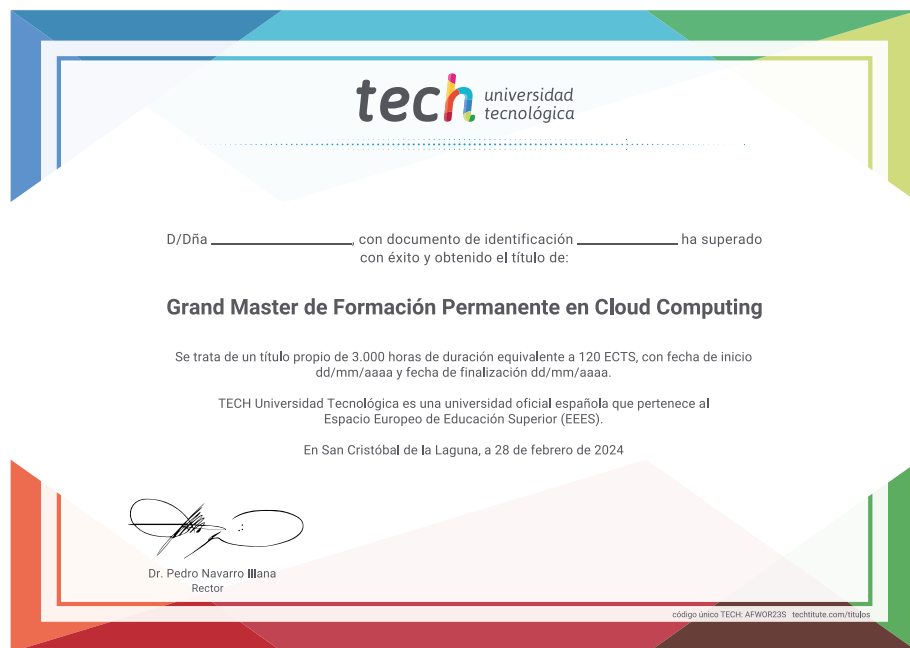 tech universidad
tecnológica
D/Dña ______________, con documento de identificación __________ ha superado
con éxito y obtenido el título de:
Grand Master de Formación Permanente en Cloud Computing
Se trata de un título propio de 3.000 horas de duración equivalente a 120 ECTS, con fecha de inicio
dd/mm/aaaa y fecha de finalización dd/mm/aaaa.
TECH Universidad Tecnológica es una universidad oficial española que pertenece al
Espacio Europeo de Educación Superior (EEES).
En San Cristóbal de la Laguna, a 28 de febrero de 2024
Dr. Pedro Navarro Illana
Rector
código único TECH: AFWOR23S techtitute.com/titulos